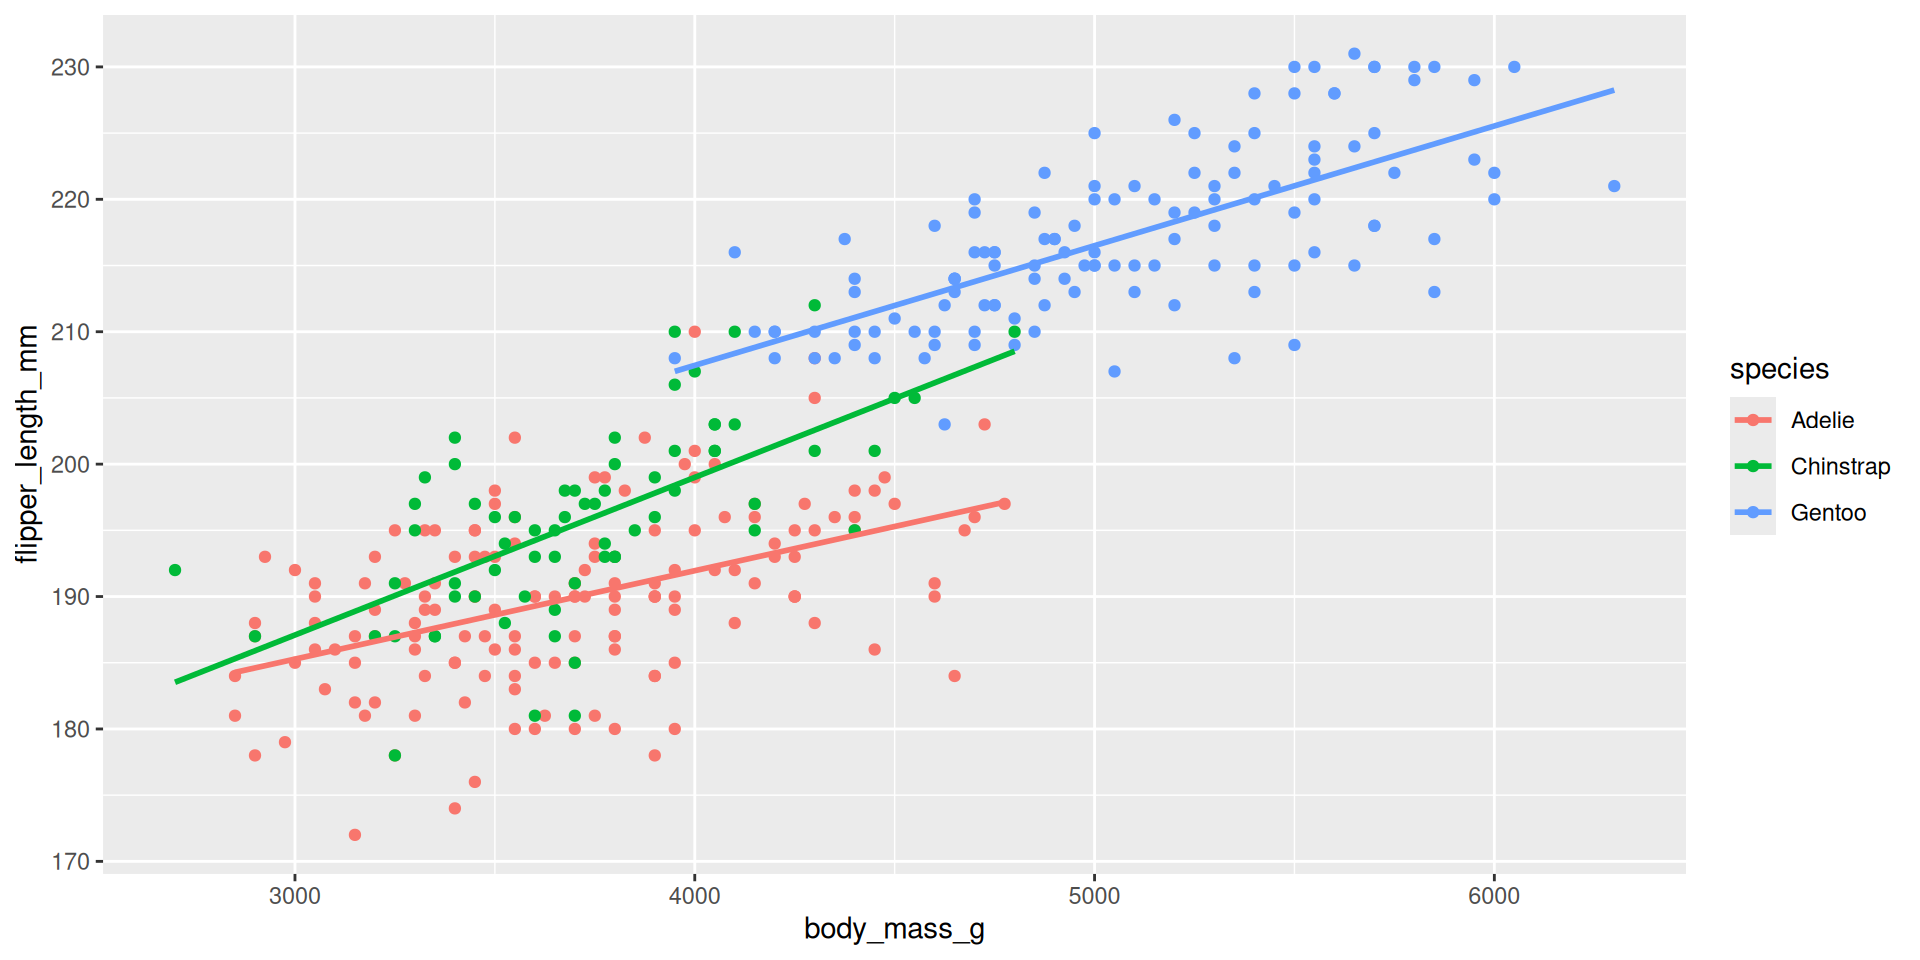 230
220
210
200
190
180
170
flipper_length_mm
3000 4000 5000 6000
body_mass_g
species
Adelie
Chinstrap
Gentoo